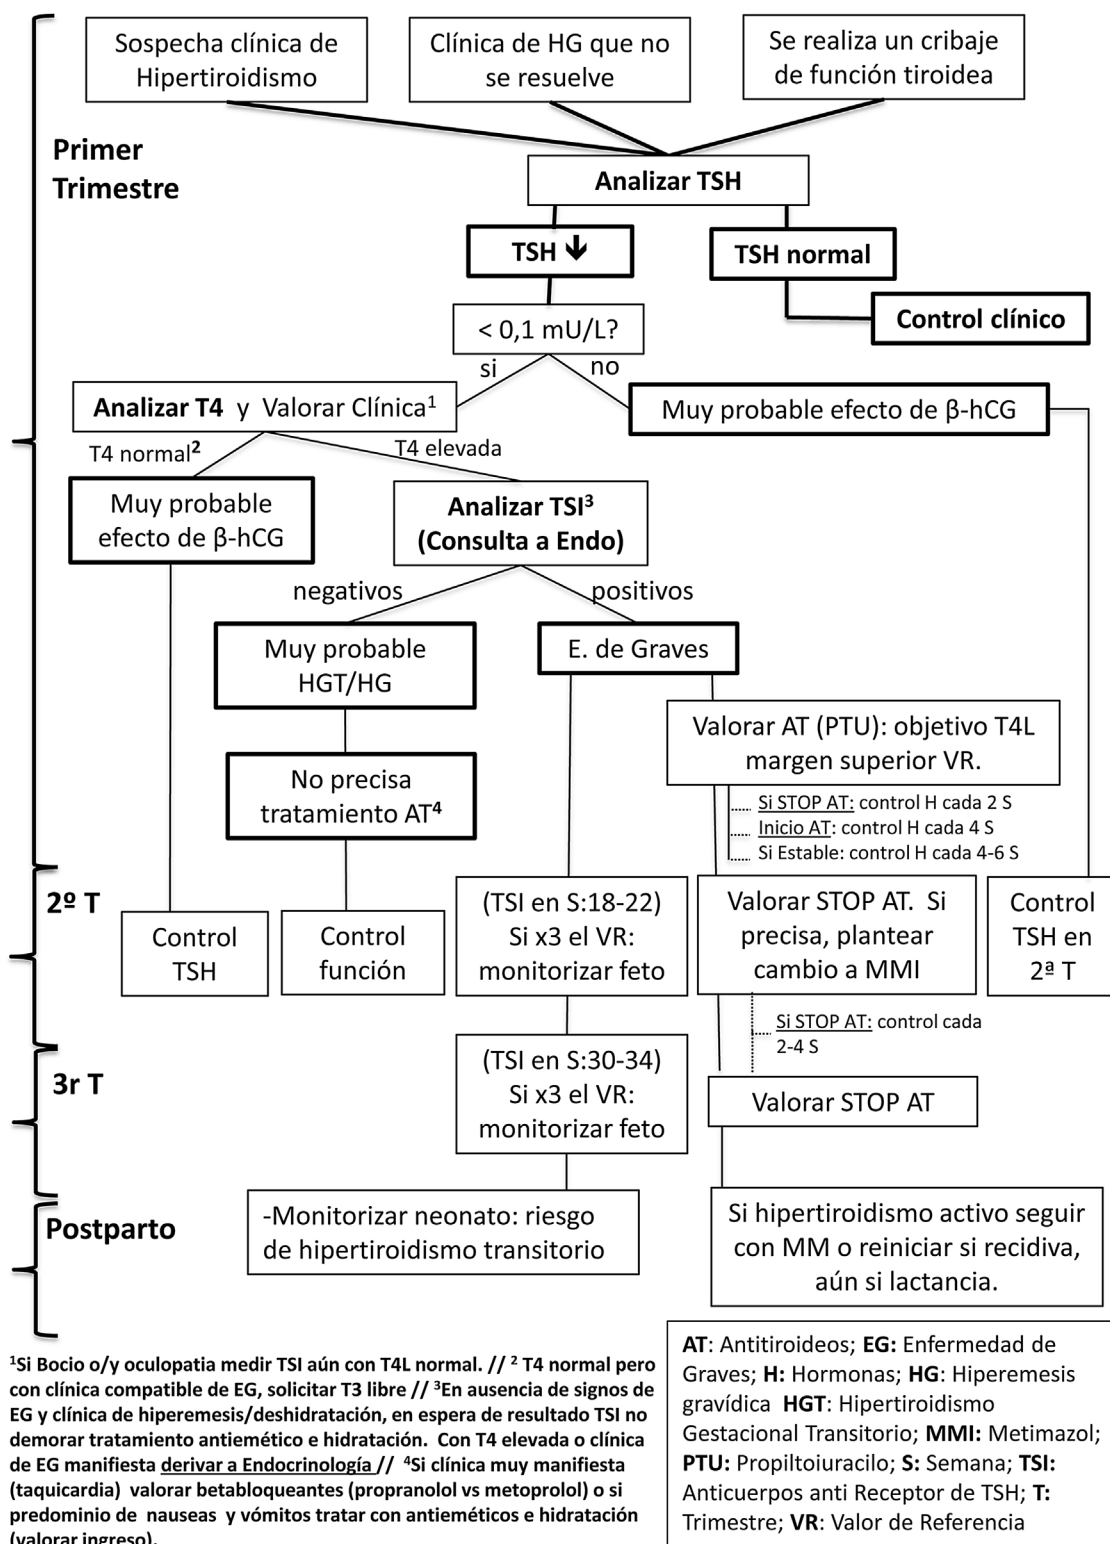 Sospecha clínica de
Hipertiroidismo
Clínica de HG que no
se resuelve
Se realiza un cribaje
de función tiroidea
Primer
Trimestre
Analizar TSH
TSH ↓
TSH normal
Control clínico
< 0,1 mU/L?
si
no
Analizar T4 y Valorar Clínica¹
Muy probable efecto de β-hCG
T4 normal²
T4 elevada
Muy probable
efecto de β-hCG
Analizar TSI³
(Consulta a Endo)
negativos
positivos
Muy probable
HGT/HG
E. de Graves
Valorar AT (PTU): objetivo T4L
margen superior VR.
No precisa
tratamiento AT⁴
Si STOP AT: control H cada 2 S
Inicio AT: control H cada 4 S
Si Estable: control H cada 4-6 S
2º T
Control
TSH
Control
función
(TSI en S:18-22)
Si x3 el VR:
monitorizar feto
Valorar STOP AT. Si
precisa, plantear
cambio a MMI
Control
TSH en
2ª T
Si STOP AT: control cada
2-4 S
3r T
(TSI en S:30-34)
Si x3 el VR:
monitorizar feto
Valorar STOP AT
Postparto
-Monitorizar neonato: riesgo
de hipertiroidismo transitorio
Si hipertiroidismo activo seguir
con MM o reiniciar si recidiva,
aún si lactancia.
¹Si Bocio o/y oculopatia medir TSI aún con T4L normal. // ² T4 normal pero
con clínica compatible de EG, solicitar T3 libre // ³En ausencia de signos de
EG y clínica de hiperemesis/deshidratación, en espera de resultado TSI no
demorar tratamiento antiemético e hidratación. Con T4 elevada o clínica
de EG manifiesta derivar a Endocrinología // ⁴Si clínica muy manifiesta
(taquicardia) valorar betabloqueantes (propranolol vs metoprolol) o si
predominio de nauseas y vómitos tratar con antieméticos e hidratación
(valorar ingreso).
AT: Antitiroideos; EG: Enfermedad de
Graves; H: Hormonas; HG: Hiperemesis
gravídica HGT: Hipertiroidismo
Gestacional Transitorio; MMI: Metimazol;
PTU: Propiltoiuracilo; S: Semana; TSI:
Anticuerpos anti Receptor de TSH; T:
Trimestre; VR: Valor de Referencia